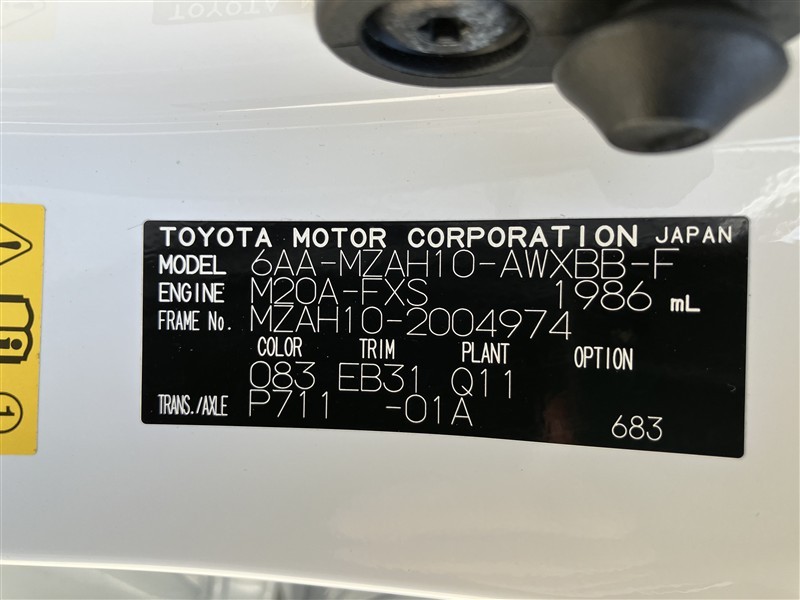 TOYOTA MOTOR CORPORATION JAPAN
MODEL 6AA-MZAH10-AWXBB-F
ENGINE M20A-FXS 1986 mL
FRAME No. MZAH10-2004974
COLOR TRIM PLANT OPTION
083 EB31 Q11
TRANS./AXLE P711 -01A
683
1